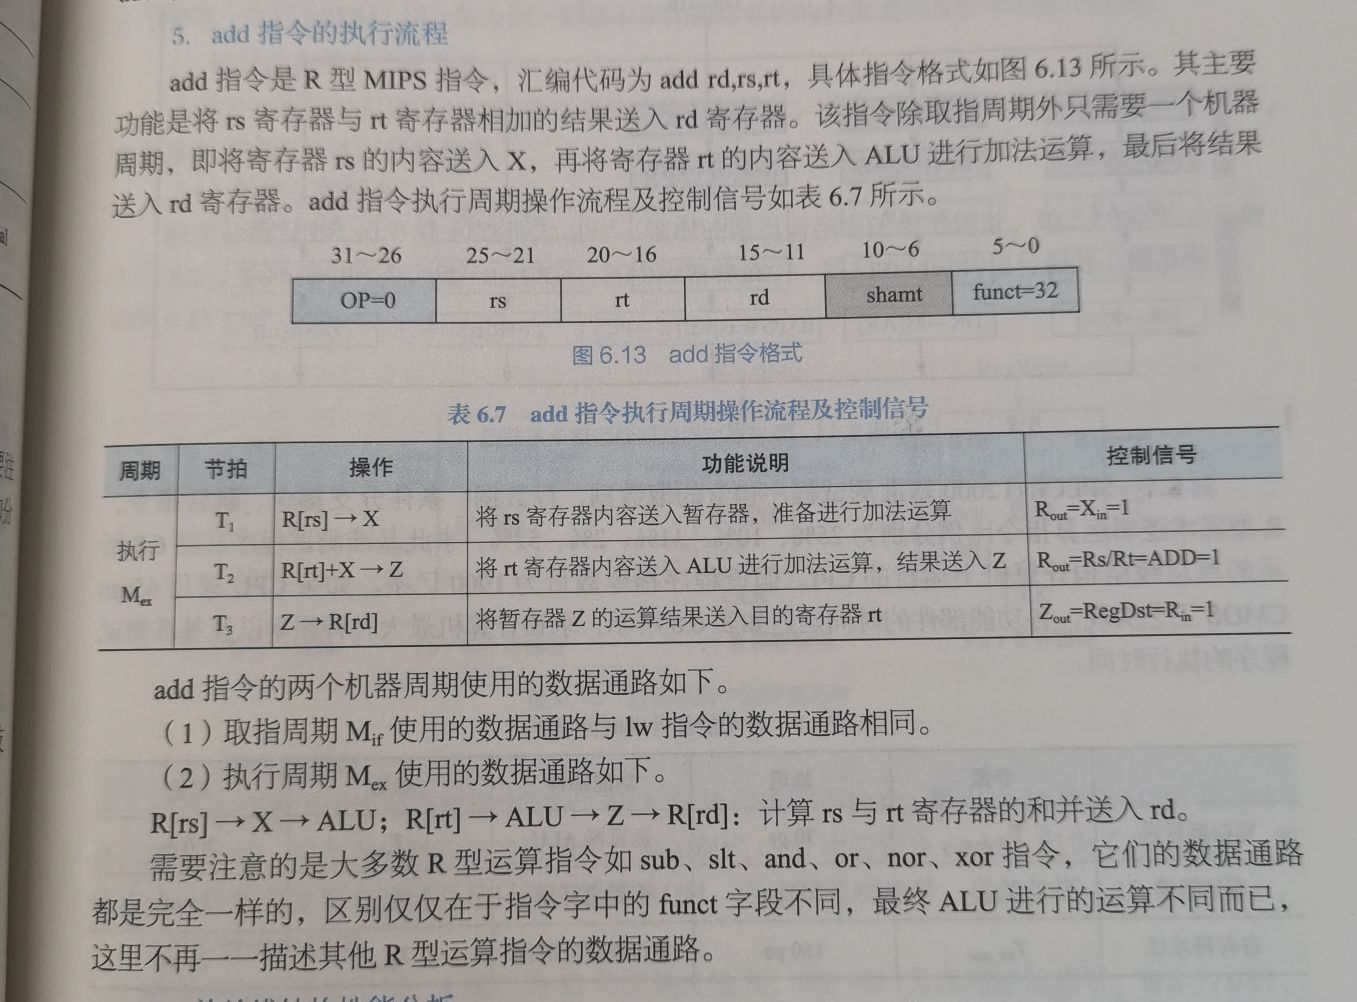 5. add 指令的执行流程
add 指令是 R 型 MIPS 指令，汇编代码为 add rd,rs,rt，具体指令格式如图 6.13 所示。其主要
功能是将 rs 寄存器与 rt 寄存器相加的结果送入 rd 寄存器。该指令除取指周期外只需要一个机器
周期，即将寄存器 rs 的内容送入 X，再将寄存器 rt 的内容送入 ALU 进行加法运算，最后将结果
送入 rd 寄存器。add 指令执行周期操作流程及控制信号如表 6.7 所示。
31～26 25～21 20～16 15～11 10～6 5～0
OP=0 rs rt rd shamt funct=32
图 6.13 add 指令格式
表 6.7 add 指令执行周期操作流程及控制信号
周期 节拍 操作 功能说明 控制信号
执行 Mex
T1 R[rs]→X 将 rs 寄存器内容送入暂存器，准备进行加法运算 Rout=Xin=1
T2 R[rt]+X→Z 将 rt 寄存器内容送入 ALU 进行加法运算，结果送入 Z Rout=Rs/Rt=ADD=1
T3 Z→R[rd] 将暂存器 Z 的运算结果送入目的寄存器 rt Zout=RegDst=Rin=1
add 指令的两个机器周期使用的数据通路如下。
（1）取指周期 Mif 使用的数据通路与 lw 指令的数据通路相同。
（2）执行周期 Mex 使用的数据通路如下。
R[rs]→X→ALU；R[rt]→ALU→Z→R[rd]：计算 rs 与 rt 寄存器的和并送入 rd。
需要注意的是大多数 R 型运算指令如 sub、slt、and、or、nor、xor 指令，它们的数据通路
都是完全一样的，区别仅仅在于指令字中的 funct 字段不同，最终 ALU 进行的运算不同而已，
这里不再一一描述其他 R 型运算指令的数据通路。